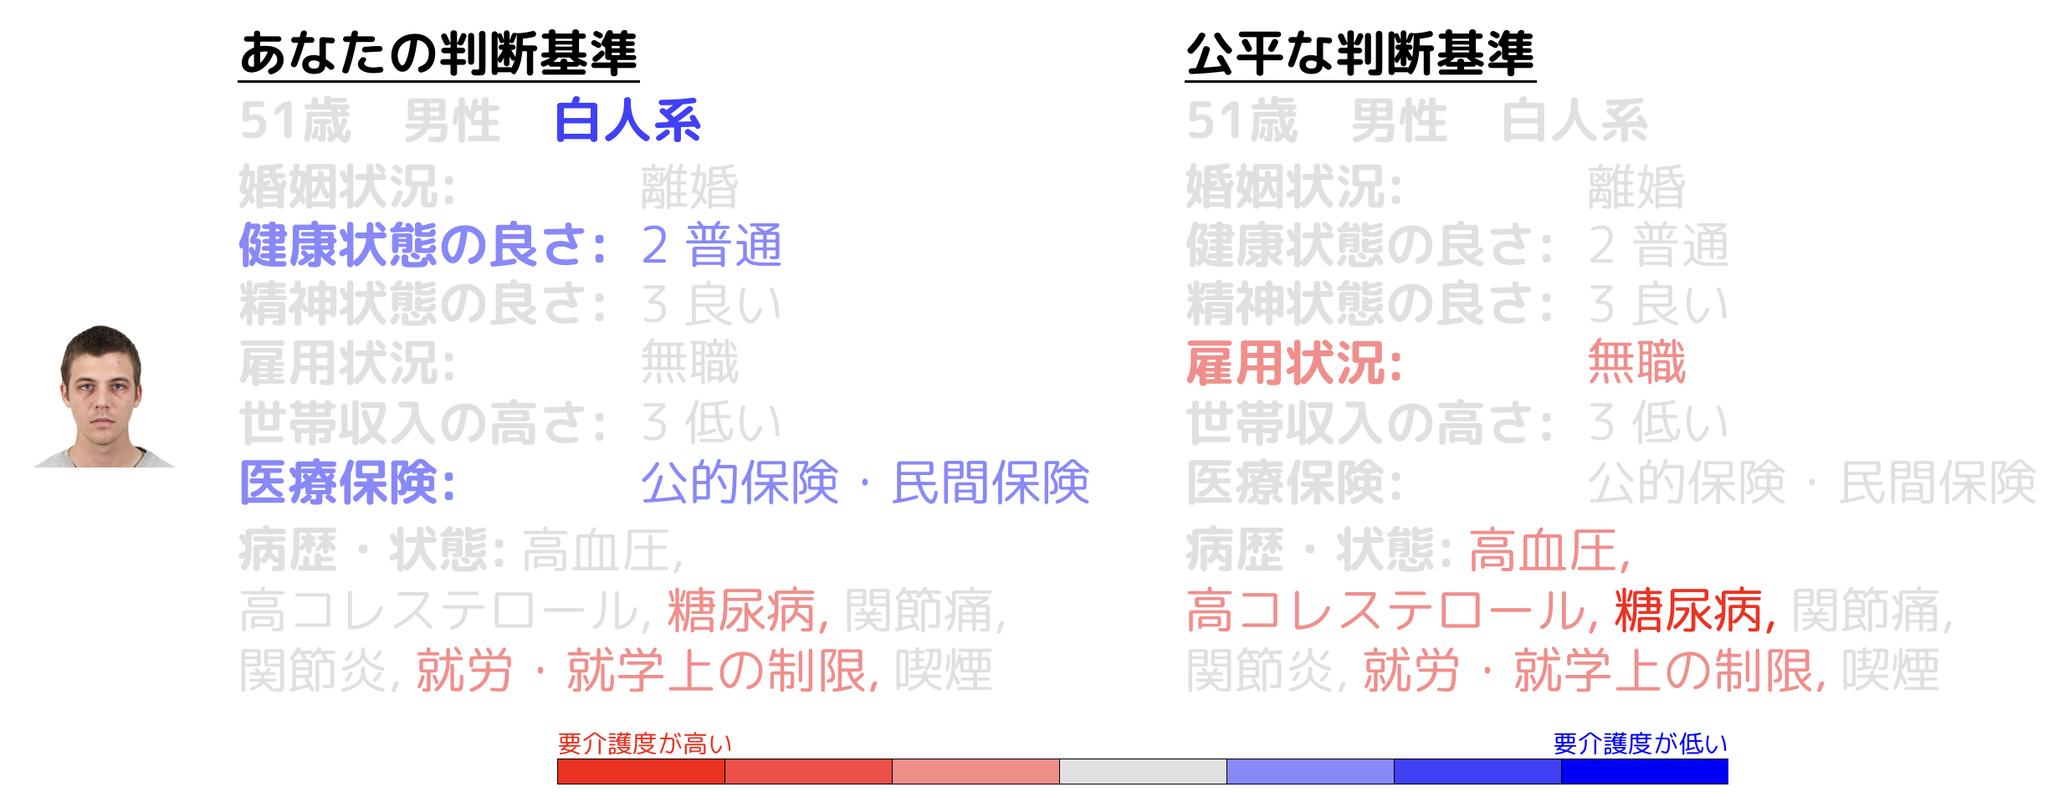 あなたの判断基準
51歳 男性 白人系
婚姻状況: 離婚
健康状態の良さ: 2 普通
精神状態の良さ: 3 良い
雇用状況: 無職
世帯収入の高さ: 3 低い
医療保険: 公的保険・民間保険
病歴・状態: 高血圧,
高コレステロール, 糖尿病, 関節痛,
関節炎, 就労・就学上の制限, 喫煙
公平な判断基準
51歳 男性 白人系
婚姻状況: 離婚
健康状態の良さ: 2 普通
精神状態の良さ: 3 良い
雇用状況: 無職
世帯収入の高さ: 3 低い
医療保険: 公的保険・民間保険
病歴・状態: 高血圧,
高コレステロール, 糖尿病, 関節痛,
関節炎, 就労・就学上の制限, 喫煙
要介護度が高い
要介護度が低い